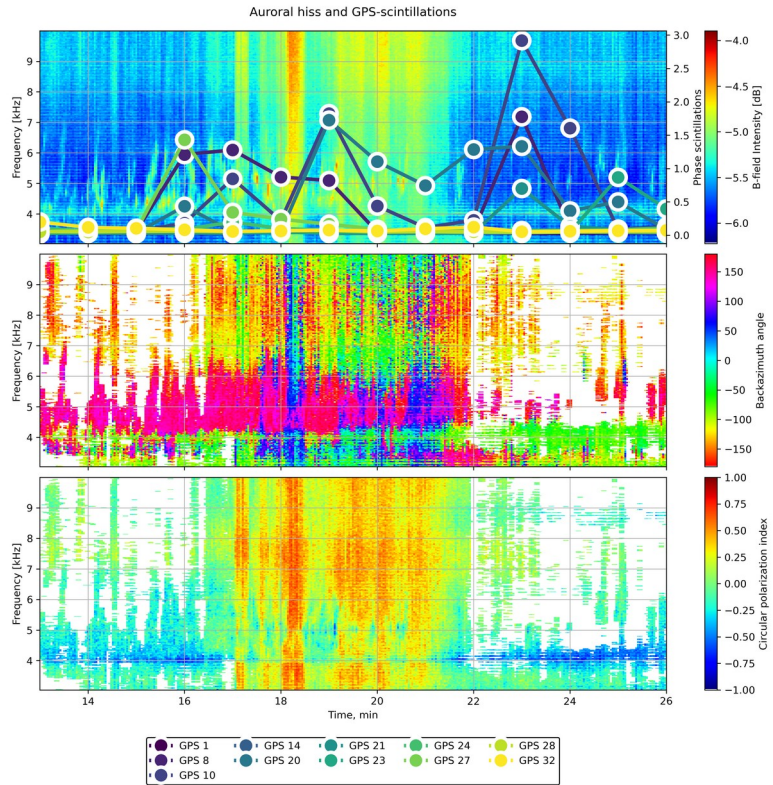 Auroral hiss and GPS-scintillations
Frequency [kHz]
9
8
7
6
5
4
3.0
2.5
2.0
1.5
1.0
0.5
0.0
Phase scintillations
−4.0
−4.5
−5.0
−5.5
−6.0
B-field Intensity [dB]
Frequency [kHz]
9
8
7
6
5
4
150
100
50
0
−50
−100
−150
Backazimuth angle
Frequency [kHz]
9
8
7
6
5
4
14
16
18
20
22
24
26
Time, min
1.00
0.75
0.50
0.25
0.00
−0.25
−0.50
−0.75
−1.00
Circular polarization index
GPS 1
GPS 8
GPS 10
GPS 14
GPS 20
GPS 21
GPS 23
GPS 24
GPS 27
GPS 28
GPS 32